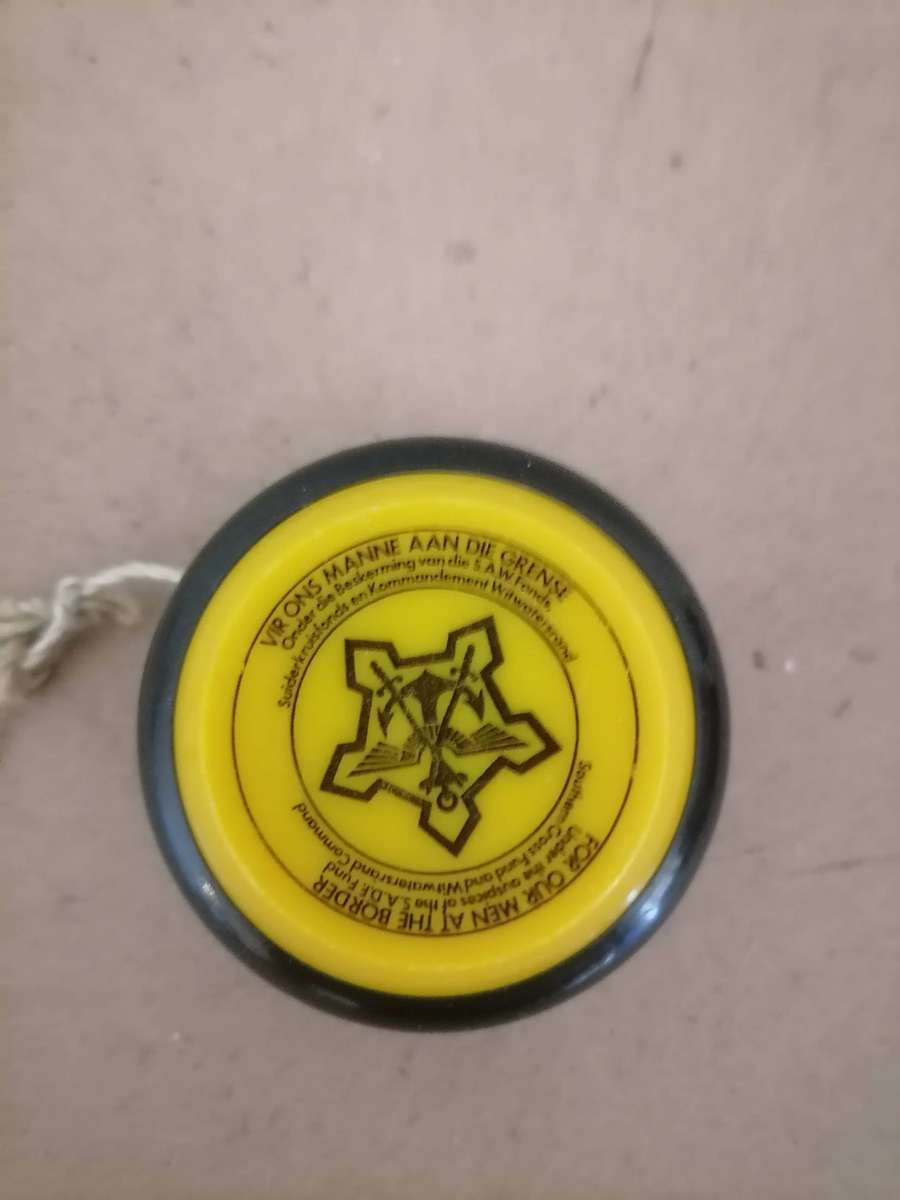 VIR ONS MANNE AAN DIE GRENSE
Onder die Beskerming van die S.A.W Fonds,
Suiderkruisfonds en Kommandement Witwatersrand
Southern Cross Fund and Witwatersrand Command
Under the auspices of the S.A.D.F. Fund
FOR OUR MEN AT THE BORDER